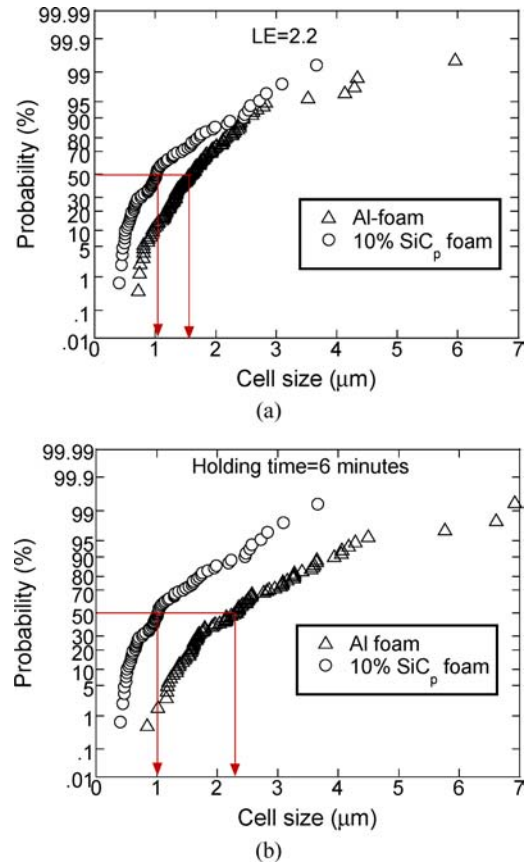 99.99
99.9
LE=2.2
99
95
90
80
70
50
30
20
10
5
1
.1
.01
Probability (%)
Al-foam
10% SiCp foam
0 1 2 3 4 5 6 7
Cell size (μm)
(a)
99.99
99.9
Holding time=6 minutes
99
95
90
80
70
50
30
20
10
5
1
.1
.01
Probability (%)
Al foam
10% SiCp foam
0 1 2 3 4 5 6 7
Cell size (μm)
(b)